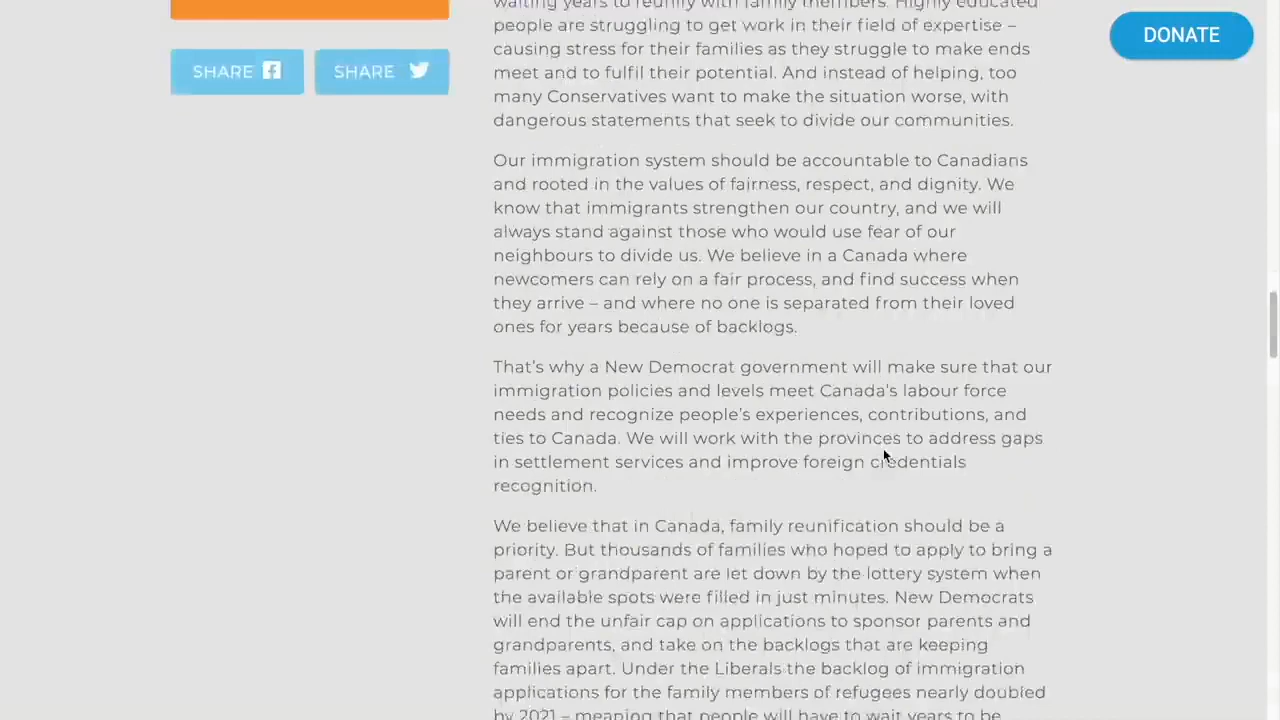 waiting years to reunify with family members. Highly educated
people are struggling to get work in their field of expertise –
causing stress for their families as they struggle to make ends
meet and to fulfil their potential. And instead of helping, too
many Conservatives want to make the situation worse, with
dangerous statements that seek to divide our communities.
DONATE
SHARE
SHARE
Our immigration system should be accountable to Canadians
and rooted in the values of fairness, respect, and dignity. We
know that immigrants strengthen our country, and we will
always stand against those who would use fear of our
neighbours to divide us. We believe in a Canada where
newcomers can rely on a fair process, and find success when
they arrive – and where no one is separated from their loved
ones for years because of backlogs.
That's why a New Democrat government will make sure that our
immigration policies and levels meet Canada's labour force
needs and recognize people's experiences, contributions, and
ties to Canada. We will work with the provinces to address gaps
in settlement services and improve foreign credentials
recognition.
We believe that in Canada, family reunification should be a
priority. But thousands of families who hoped to apply to bring a
parent or grandparent are let down by the lottery system when
the available spots were filled in just minutes. New Democrats
will end the unfair cap on applications to sponsor parents and
grandparents, and take on the backlogs that are keeping
families apart. Under the Liberals the backlog of immigration
applications for the family members of refugees nearly doubled
by 2021 – meaning that people will have to wait years to be